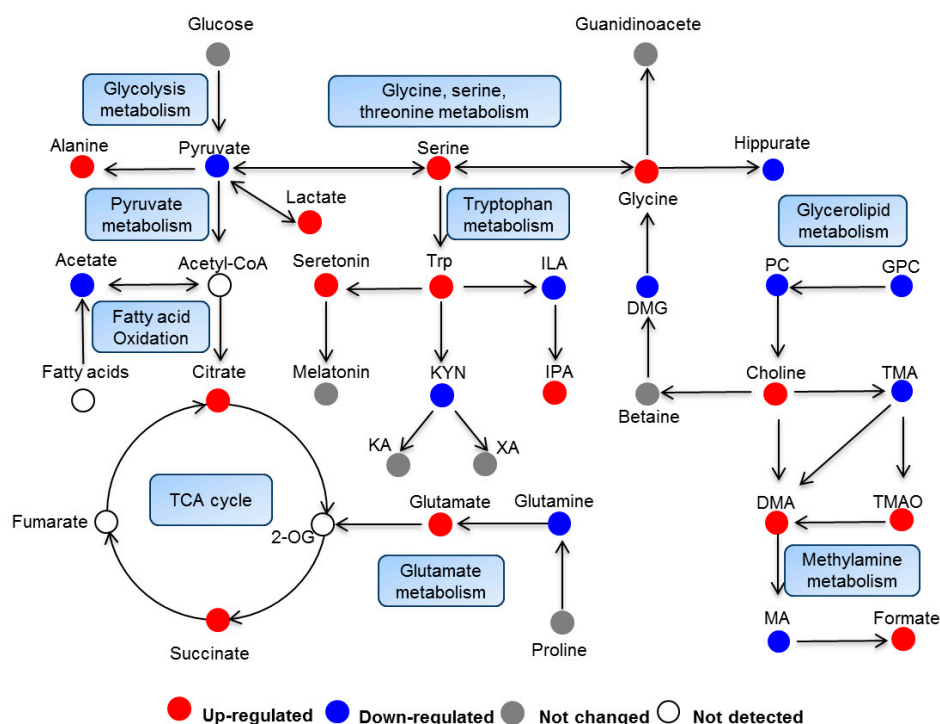 Glucose
Guanidinoacete
Glycolysis
metabolism
Glycine, serine,
threonine metabolism
Alanine
Pyruvate
Serine
Hippurate
Lactate
Glycine
Pyruvate
metabolism
Tryptophan
metabolism
Glycerolipid
metabolism
Acetate
Acetyl-CoA
Seretonin
Trp
ILA
PC
GPC
DMG
Fatty acid
Oxidation
Fatty acids
Citrate
Melatonin
KYN
IPA
Choline
TMA
Betaine
KA
XA
TCA cycle
Glutamate
Glutamine
DMA
TMAO
Fumarate
2-OG
Glutamate
metabolism
Methylamine
metabolism
MA
Formate
Succinate
Proline
Up-regulated
Down-regulated
Not changed
Not detected